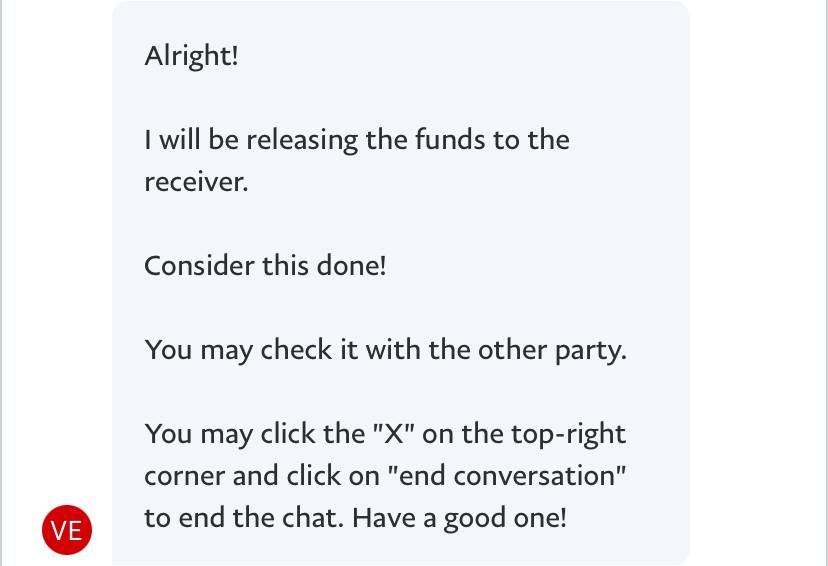 Alright!
I will be releasing the funds to the
receiver.
Consider this done!
You may check it with the other party.
You may click the "X" on the top-right
corner and click on "end conversation"
to end the chat. Have a good one!
VE